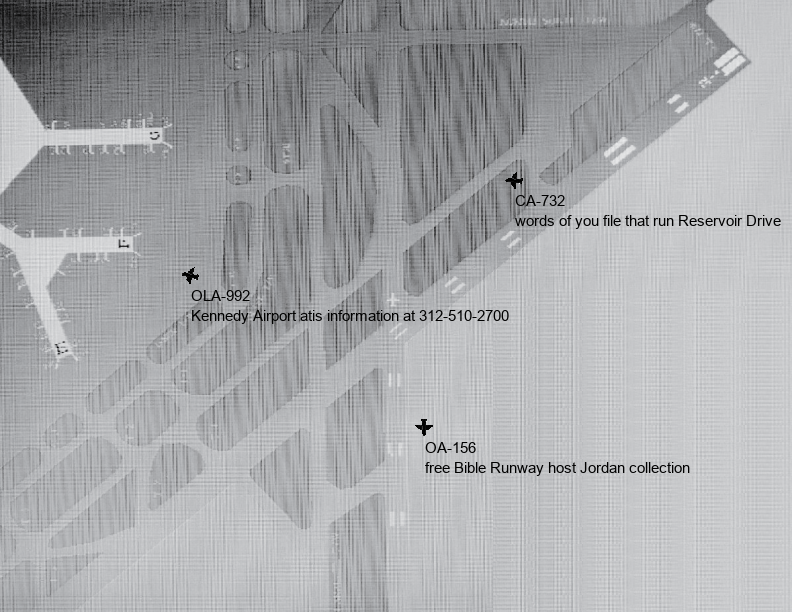 G
F
E
CA-732
words of you file that run Reservoir Drive
OLA-992
Kennedy Airport atis information at 312-510-2700
OA-156
free Bible Runway host Jordan collection